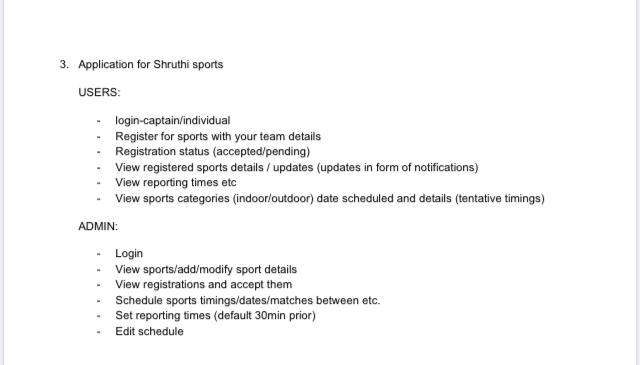 3. Application for Shruthi sports
USERS:
- login-captain/individual
- Register for sports with your team details
- Registration status (accepted/pending)
- View registered sports details / updates (updates in form of notifications)
- View reporting times etc
- View sports categories (indoor/outdoor) date scheduled and details (tentative timings)
ADMIN:
- Login
- View sports/add/modify sport details
- View registrations and accept them
- Schedule sports timings/dates/matches between etc.
- Set reporting times (default 30min prior)
- Edit schedule